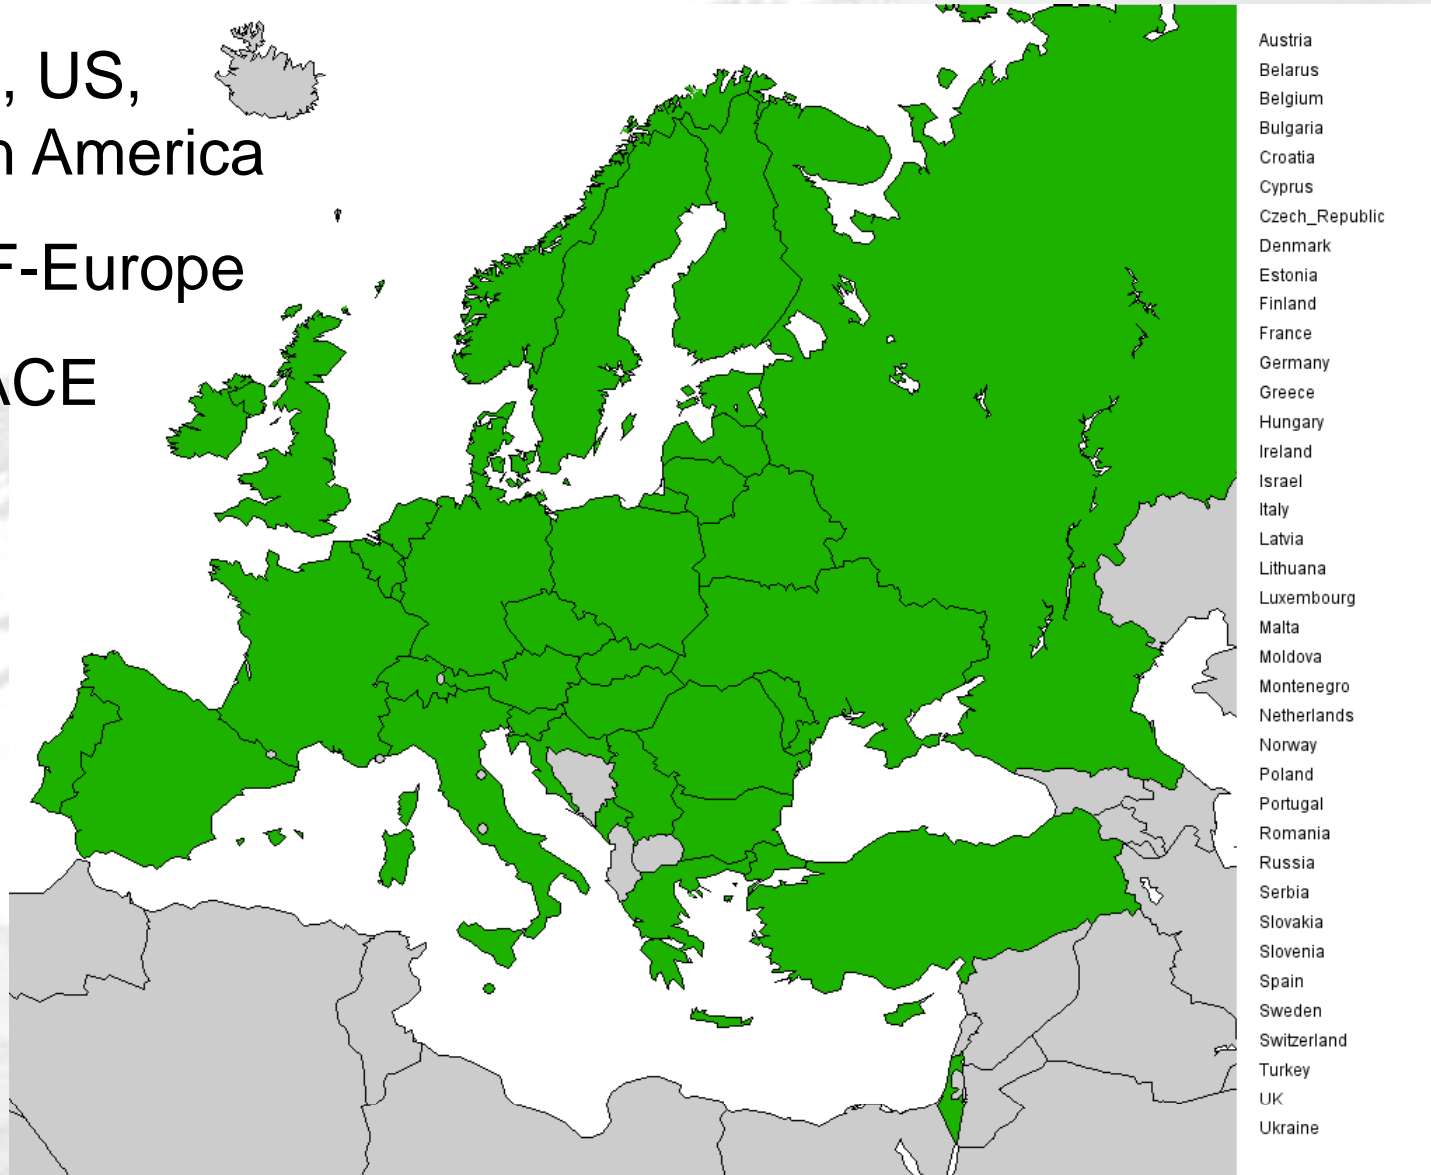 , US,
n America
F-Europe
ACE
Austria
Belarus
Belgium
Bulgaria
Croatia
Cyprus
Czech_Republic
Denmark
Estonia
Finland
France
Germany
Greece
Hungary
Ireland
Israel
Italy
Latvia
Lithuana
Luxembourg
Malta
Moldova
Montenegro
Netherlands
Norway
Poland
Portugal
Romania
Russia
Serbia
Slovakia
Slovenia
Spain
Sweden
Switzerland
Turkey
UK
Ukraine